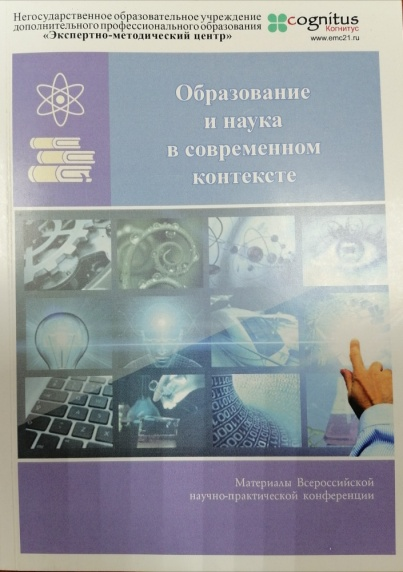 Негосударственное образовательное учреждение
дополнительного профессионального образования
«Экспертно-методический центр»
cognitus
Когнитус
www.emc21.ru
Образование
и наука
в современном
контексте
Материалы Всероссийской
научно-практической конференции